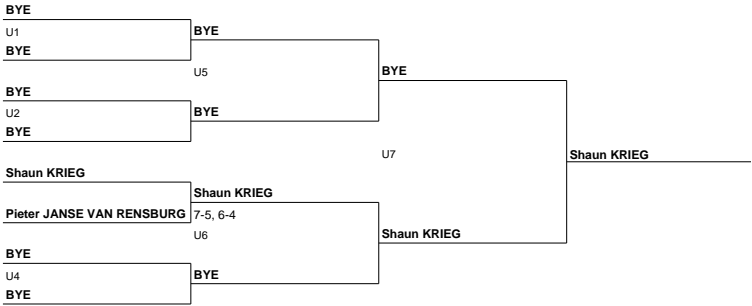 BYE
U1
BYE
BYE
U5
BYE
BYE
U2
BYE
BYE
U7
Shaun KRIEG
Shaun KRIEG
Shaun KRIEG
Pieter JANSE VAN RENSBURG
7-5, 6-4
U6
Shaun KRIEG
BYE
U4
BYE
BYE